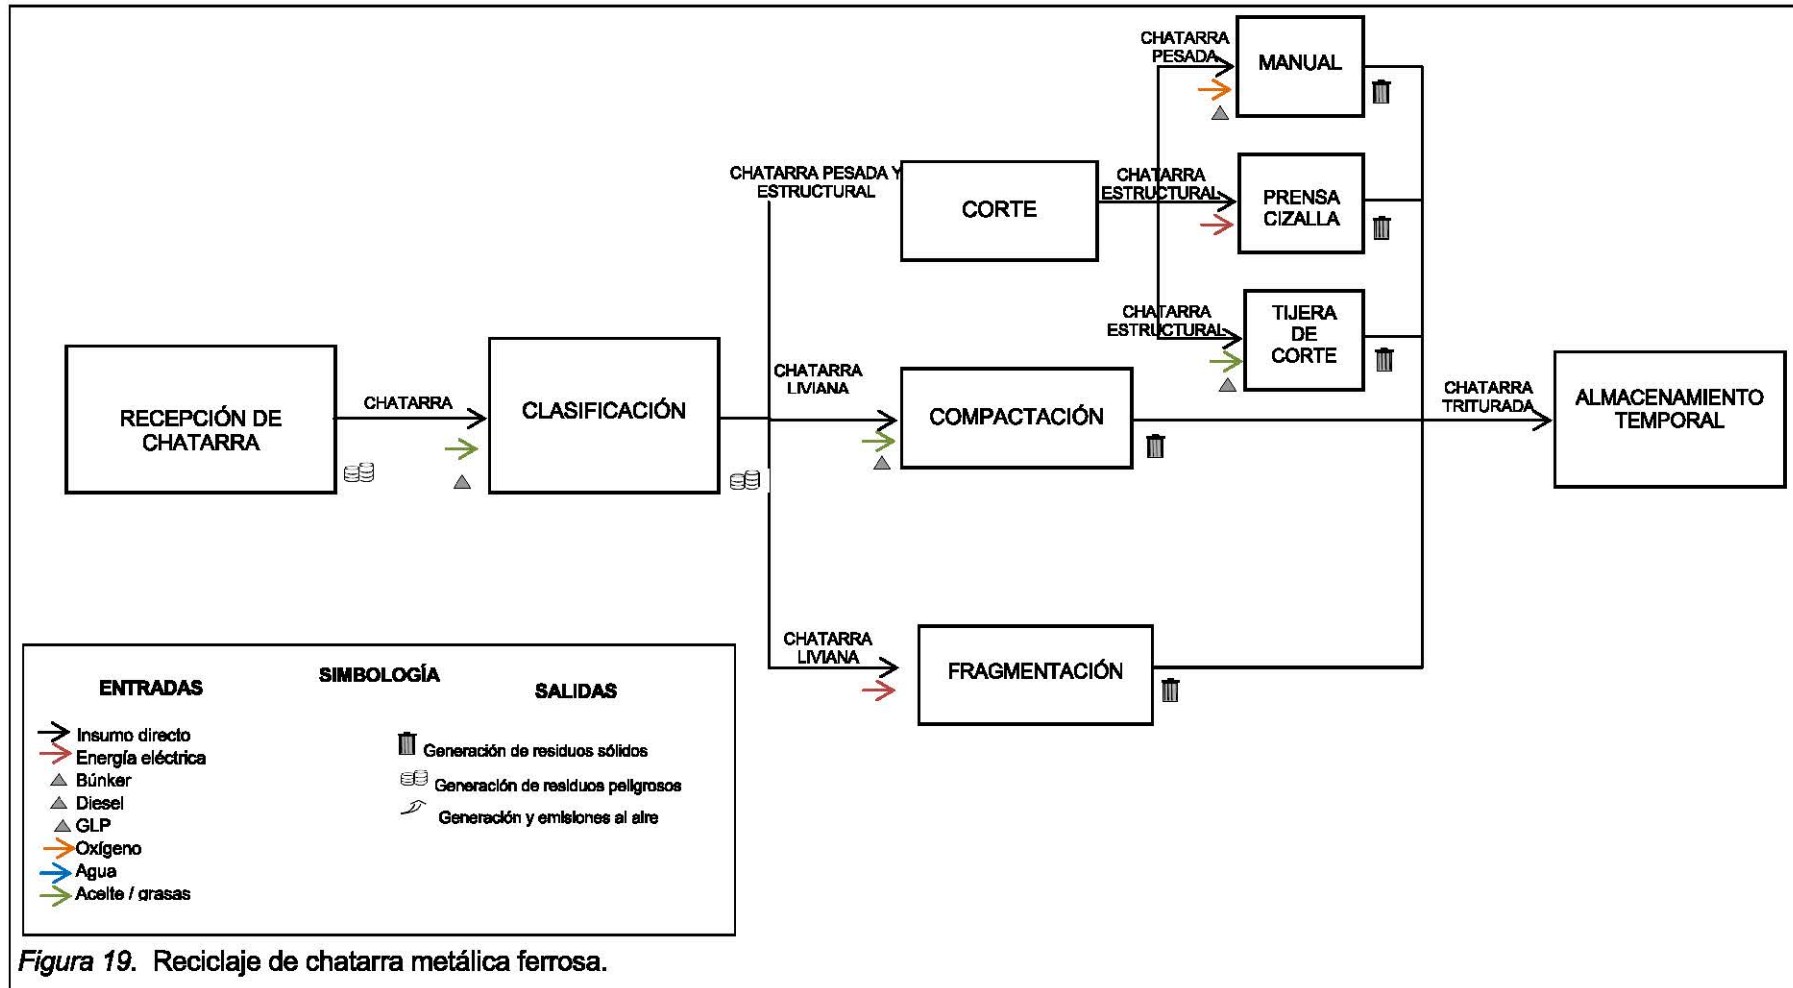 CHATARRA
PESADA
MANUAL
CHATARRA PESADA Y
ESTRUCTURAL
CORTE
CHATARRA
ESTRUCTURAL
PRENSA
CIZALLA
CHATARRA
ESTRUCTURAL
TIJERA
DE
CORTE
RECEPCIÓN DE
CHATARRA
CHATARRA
CLASIFICACIÓN
CHATARRA
LIVIANA
COMPACTACIÓN
CHATARRA
TRITURADA
ALMACENAMIENTO
TEMPORAL
CHATARRA
LIVIANA
FRAGMENTACIÓN
SIMBOLOGÍA
ENTRADAS
Insumo directo
Energía eléctrica
Búnker
Diesel
GLP
Oxígeno
Agua
Aceite / grasas
SALIDAS
Generación de residuos sólidos
Generación de residuos peligrosos
Generación y emisiones al aire
Figura 19. Reciclaje de chatarra metálica ferrosa.